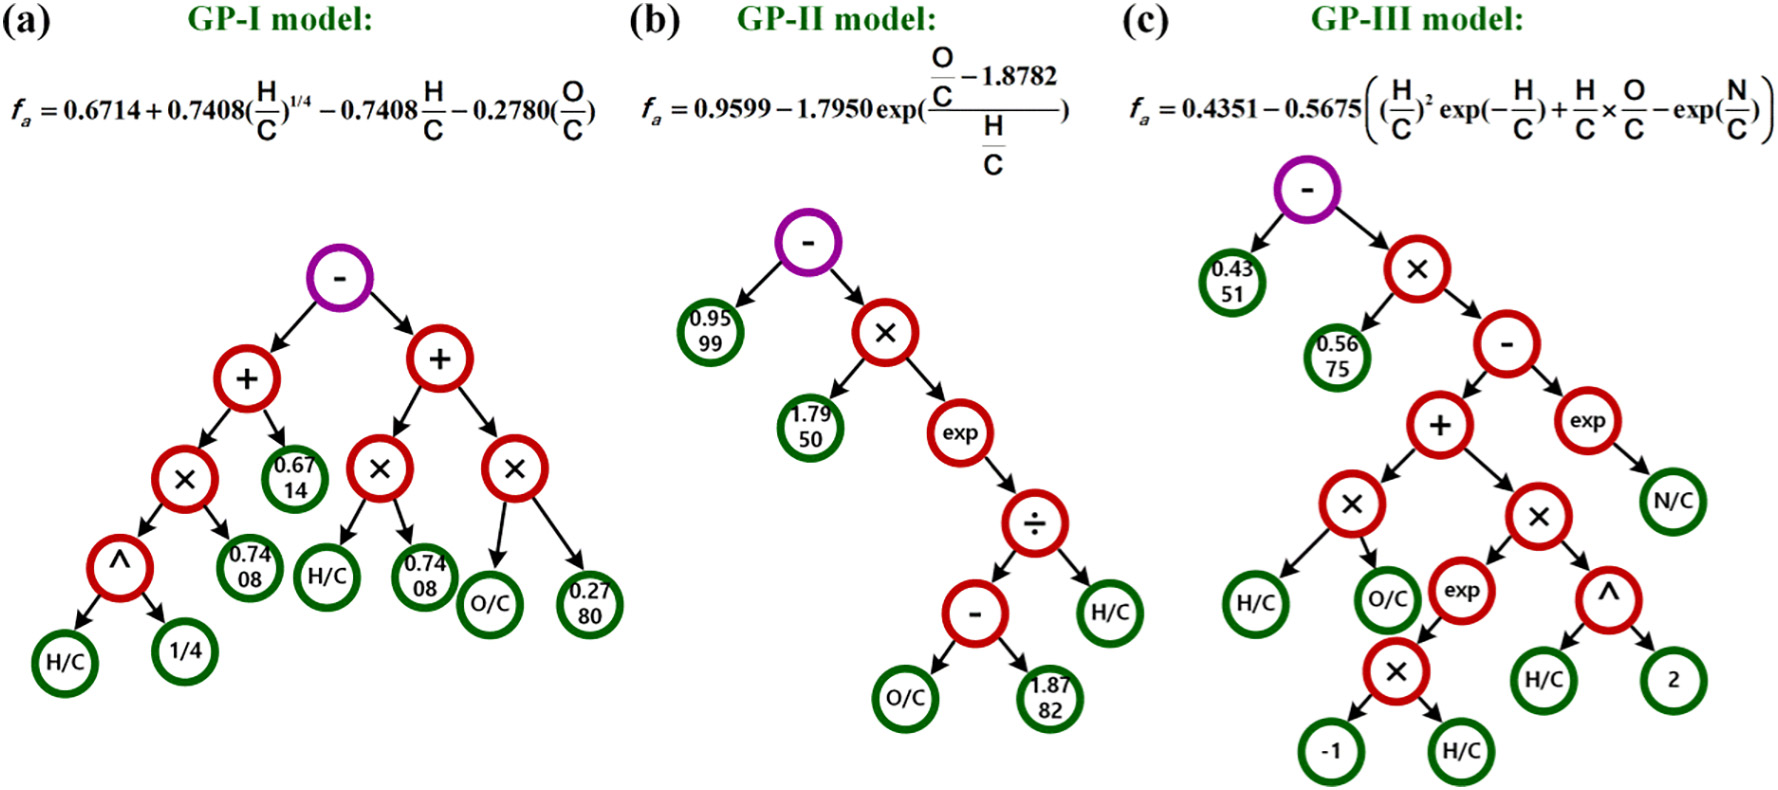 (a) GP-I model:
f_a = 0.6714 + 0.7408(H/C)^1/4 − 0.7408 H/C − 0.2780(O/C)
-
+
+
×
0.67
14
×
×
^
0.74
08
H/C
0.74
08
O/C
0.27
80
H/C
1/4
(b) GP-II model:
f_a = 0.9599 − 1.7950 exp((O/C − 1.8782)/(H/C))
-
0.95
99
×
1.79
50
exp
÷
-
H/C
O/C
1.87
82
(c) GP-III model:
f_a = 0.4351 − 0.5675((H/C)^2 exp(−H/C) + H/C × O/C − exp(N/C))
-
0.43
51
×
0.56
75
-
+
exp
×
×
N/C
H/C
O/C
exp
^
×
H/C
2
-1
H/C